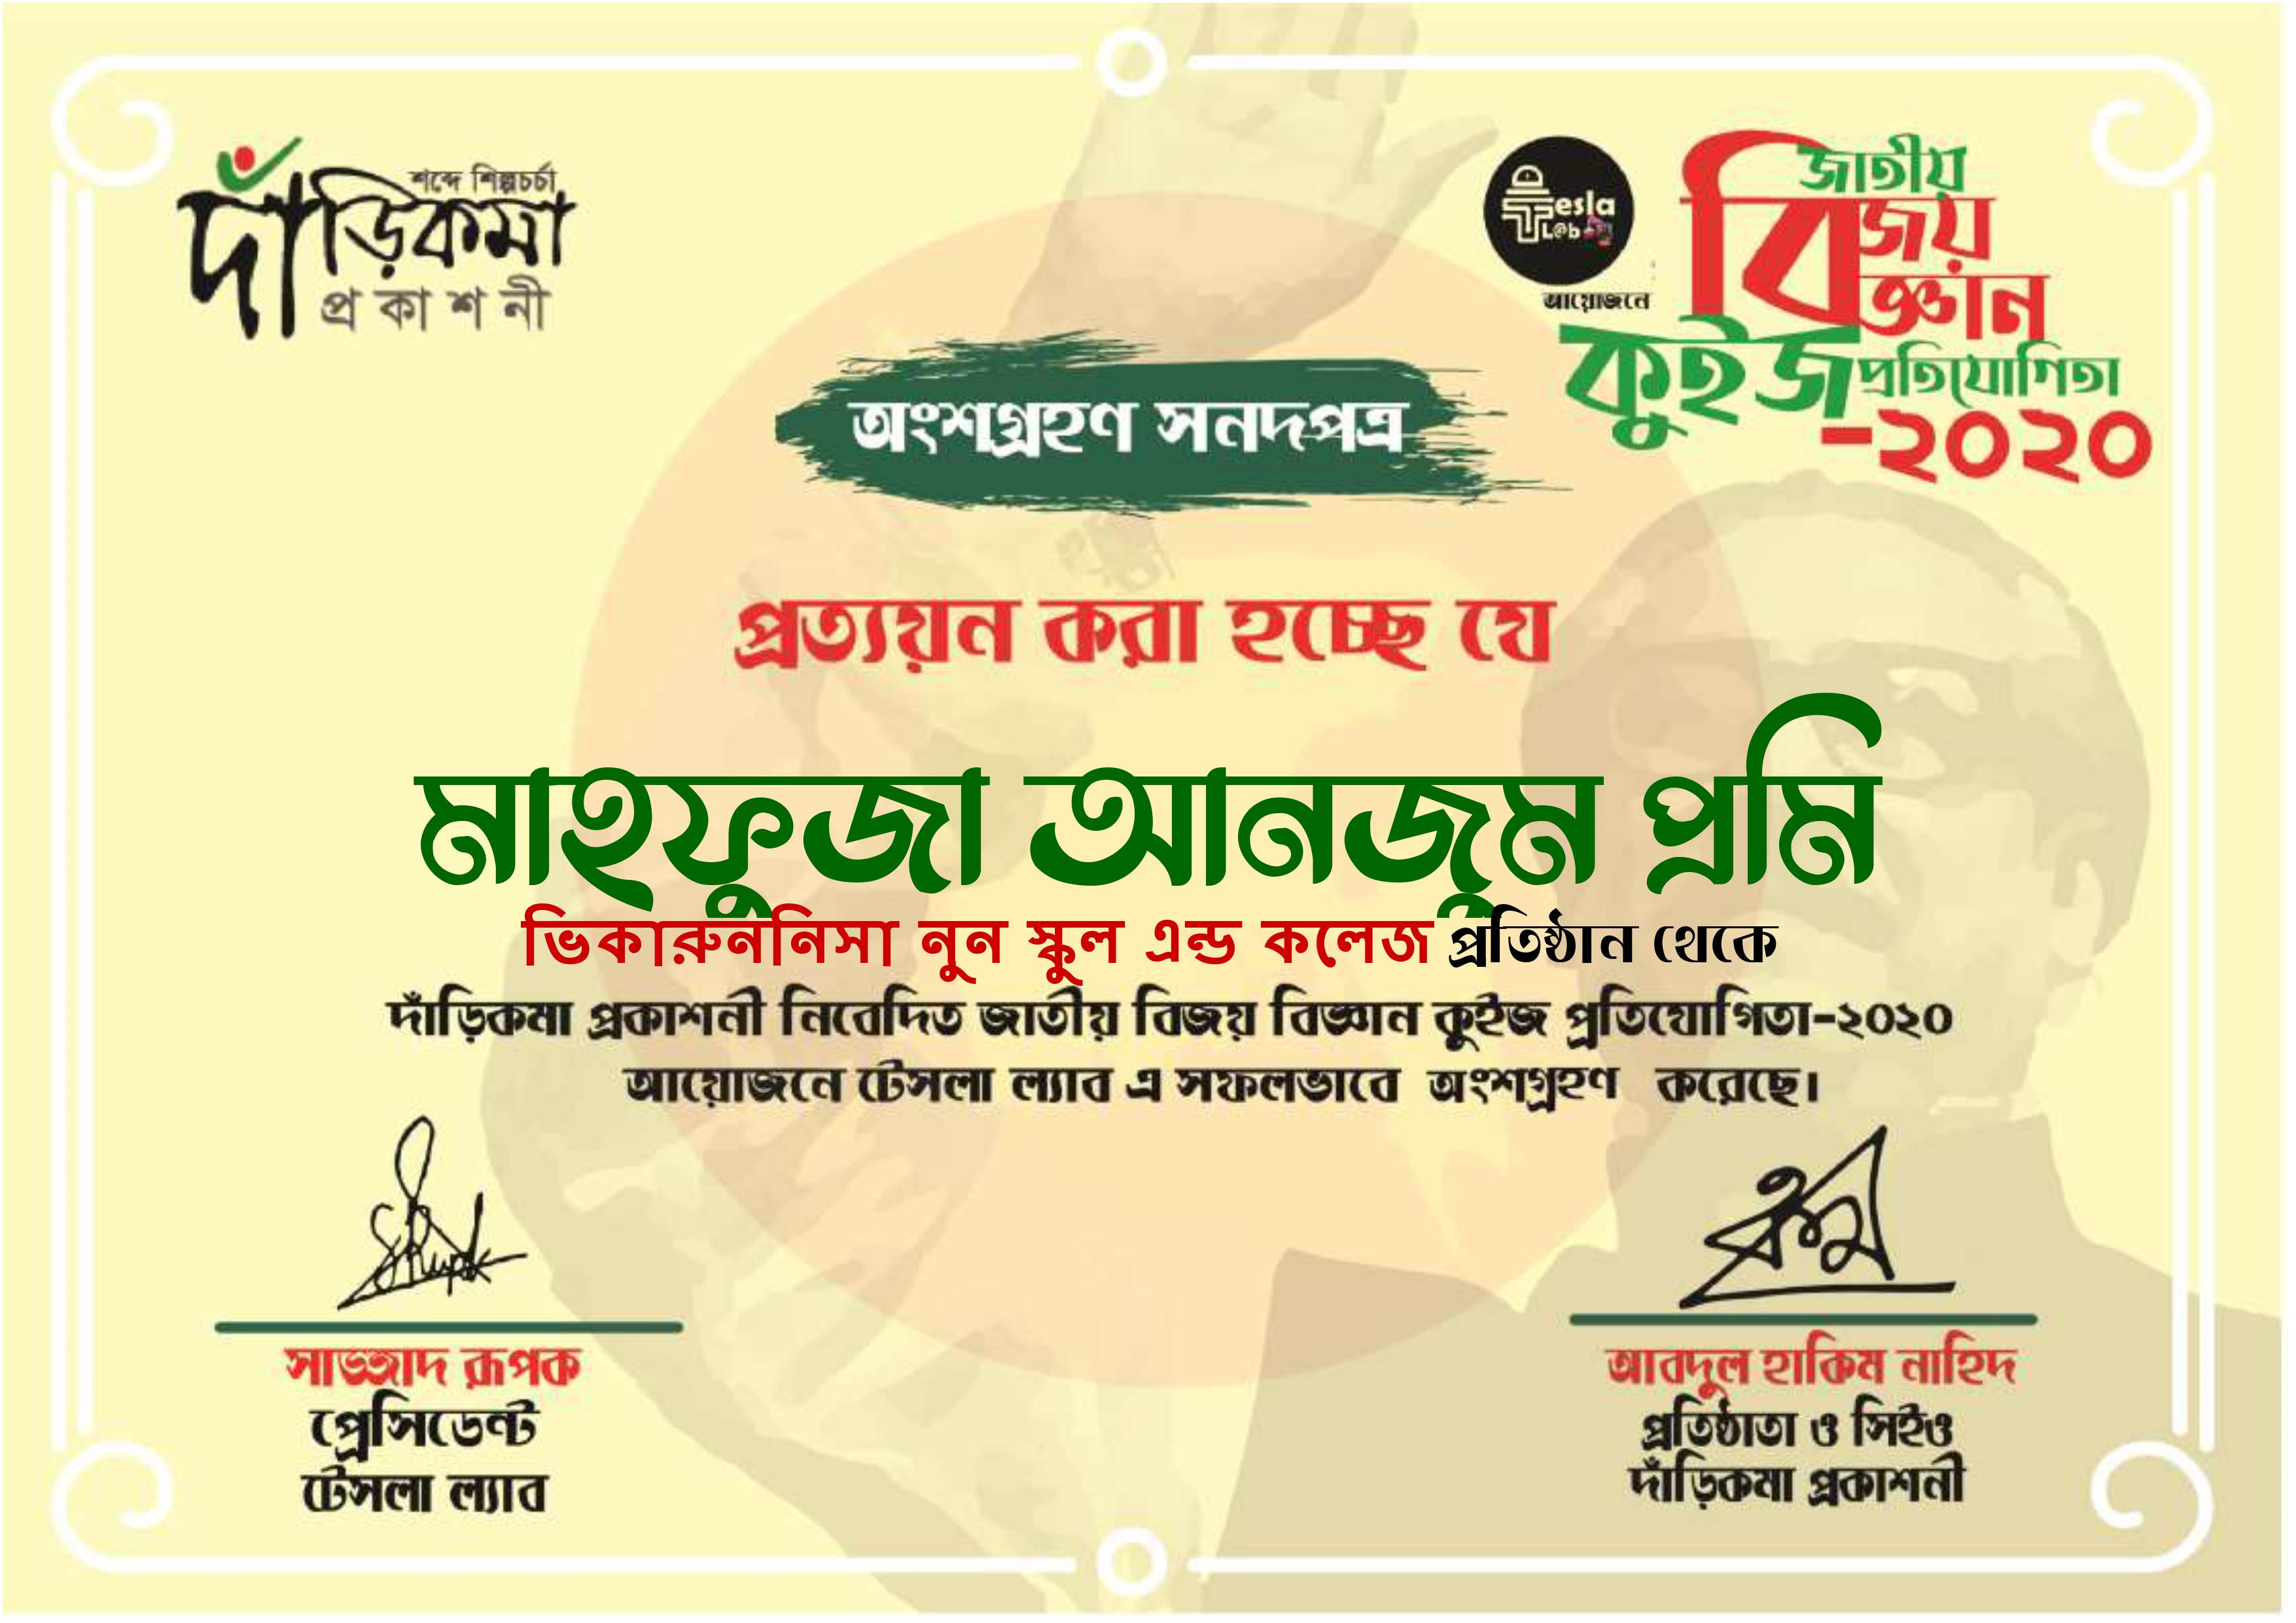 শব্দে শিল্পচর্চা
দাঁড়িকমা
প্রকাশনী
Tesla
L@b
আয়োজনে
জাতীয়
বিজয়
বিজ্ঞান
কুইজ প্রতিযোগিতা
-২০২০
অংশগ্রহণ সনদপত্র
প্রত্যয়ন করা হচ্ছে যে
মাহফুজা আনজুম প্রমি
ভিকারুননিসা নুন স্কুল এন্ড কলেজ প্রতিষ্ঠান থেকে
দাঁড়িকমা প্রকাশনী নিবেদিত জাতীয় বিজয় বিজ্ঞান কুইজ প্রতিযোগিতা-২০২০
আয়োজনে টেসলা ল্যাব এ সফলভাবে অংশগ্রহণ করেছে।
সাজ্জাদ রূপক
প্রেসিডেন্ট
টেসলা ল্যাব
আবদুল হাকিম নাহিদ
প্রতিষ্ঠাতা ও সিইও
দাঁড়িকমা প্রকাশনী